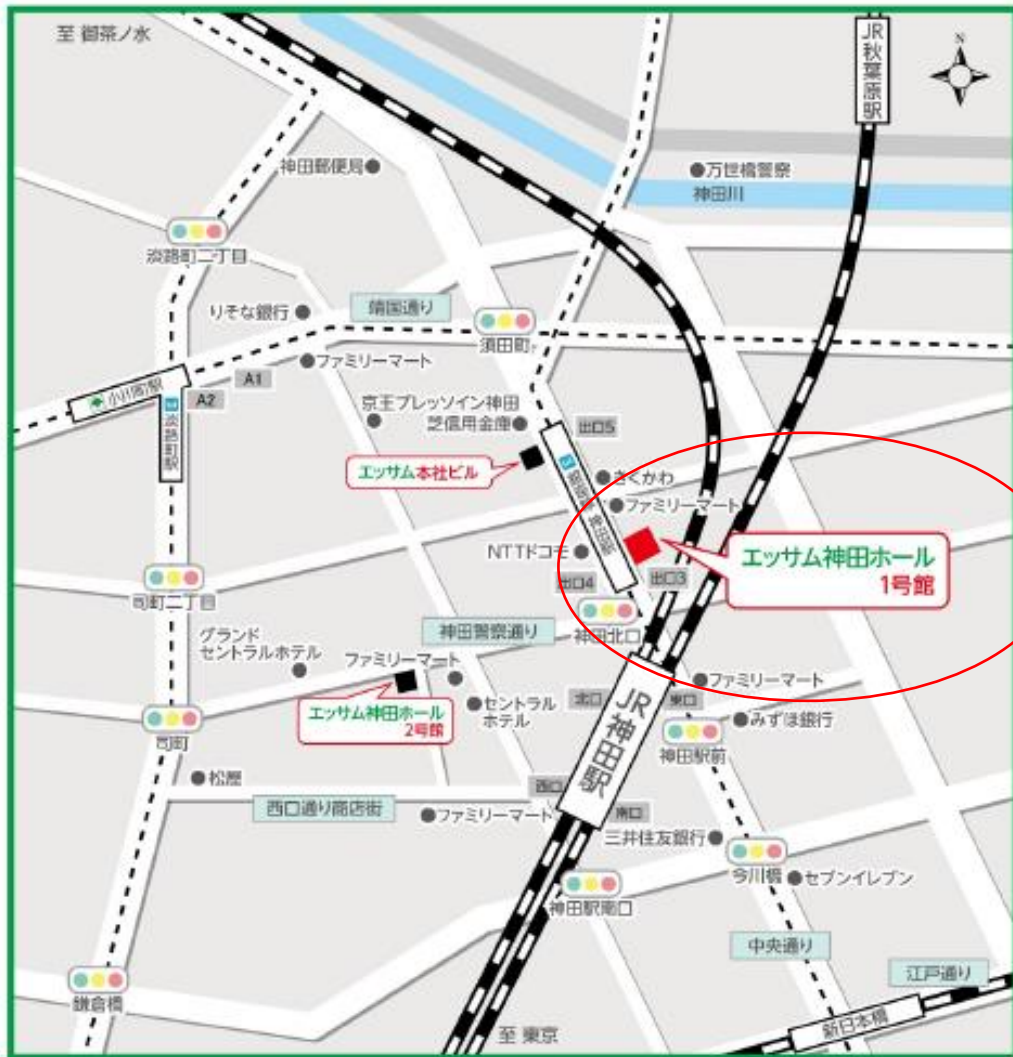 至 御茶ノ水
JR秋葉原駅
N
神田郵便局
万世橋警察
神田川
淡路町二丁目
りそな銀行
靖国通り
須田町
ファミリーマート
小川町駅
A1
A2
淡路町駅
京王プレッソイン神田
芝信用金庫
出口5
エッサム本社ビル
さくかわ
ファミリーマート
銀座線 神田駅
NTTドコモ
エッサム神田ホール
1号館
出口4
出口3
司町二丁目
神田北口
神田警察通り
グランド
セントラルホテル
ファミリーマート
ファミリーマート
エッサム神田ホール
2号館
セントラル
ホテル
北口
東口
JR神田駅
みずほ銀行
司町
神田駅前
松屋
西口
西口通り商店街
ファミリーマート
南口
三井住友銀行
今川橋
セブンイレブン
神田駅南口
中央通り
江戸通り
鎌倉橋
新日本橋
至 東京